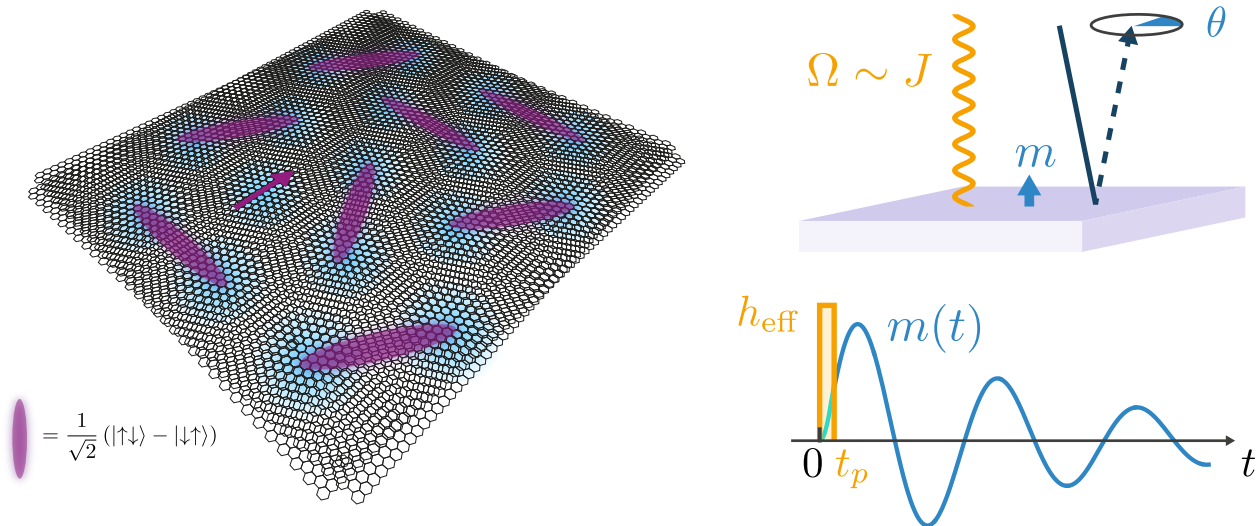 = 1/√2 (|↑↓⟩ − |↓↑⟩)
Ω ∼ J
m
θ
h_eff
m(t)
0
t_p
t